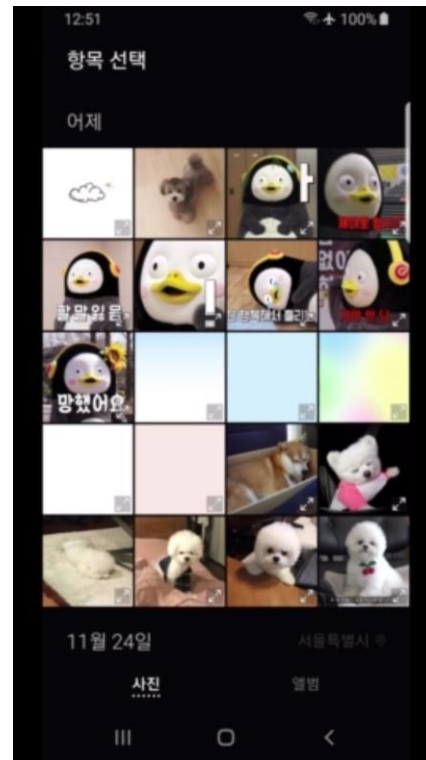 12:51 100%
항목 선택
어제
할말잃음
망했어요
11월 24일 서울특별시
사진 앨범